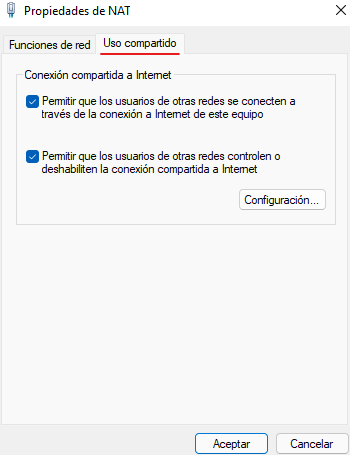 Propiedades de NAT
Funciones de red
Uso compartido
Conexión compartida a Internet
Permitir que los usuarios de otras redes se conecten a
través de la conexión a Internet de este equipo
Permitir que los usuarios de otras redes controlen o
deshabiliten la conexión compartida a Internet
Configuración...
Aceptar
Cancelar